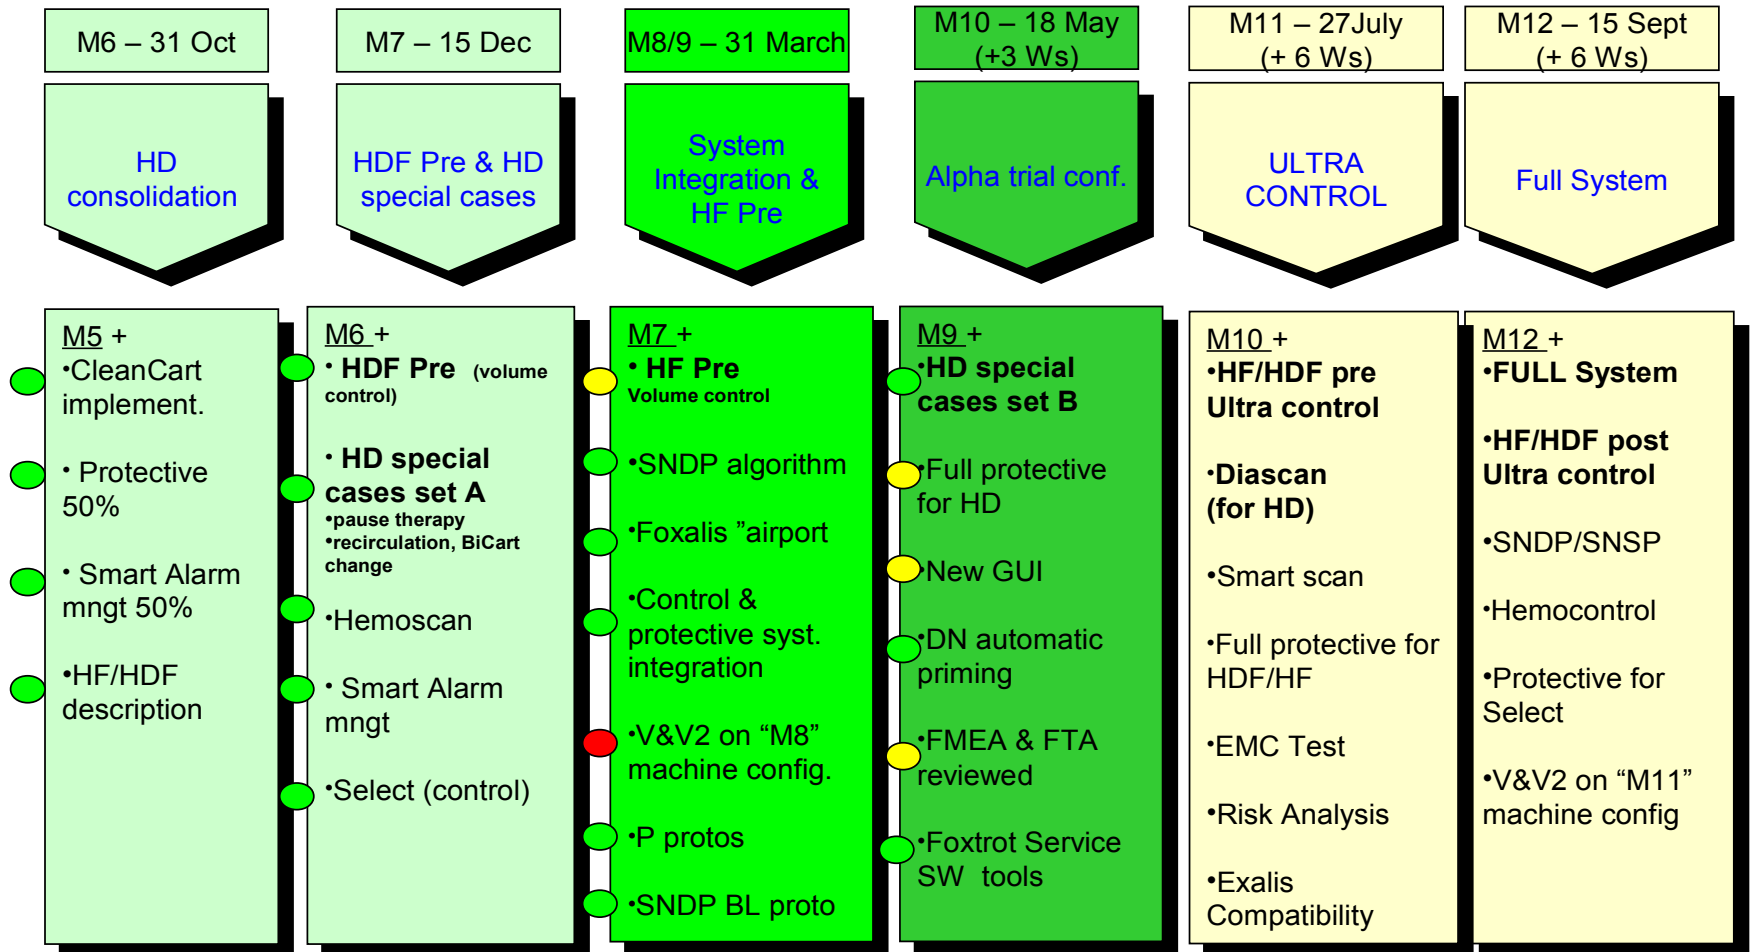 M6 – 31 Oct
HD
consolidation
M5 +
•CleanCart
implement.
• Protective
50%
• Smart Alarm
mngt 50%
•HF/HDF
description
M7 – 15 Dec
HDF Pre & HD
special cases
M6 +
• HDF Pre (volume
control)
• HD special
cases set A
•pause therapy
•recirculation, BiCart
change
•Hemoscan
• Smart Alarm
mngt
•Select (control)
M8/9 – 31 March
System
Integration &
HF Pre
M7 +
• HF Pre
Volume control
•SNDP algorithm
•Foxalis ”airport
•Control &
protective syst.
integration
•V&V2 on “M8”
machine config.
•P protos
•SNDP BL proto
M10 – 18 May
(+3 Ws)
Alpha trial conf.
M9 +
•HD special
cases set B
•Full protective
for HD
•New GUI
•DN automatic
priming
•FMEA & FTA
reviewed
•Foxtrot Service
SW tools
M11 – 27July
(+ 6 Ws)
ULTRA
CONTROL
M10 +
•HF/HDF pre
Ultra control
•Diascan
(for HD)
•Smart scan
•Full protective for
HDF/HF
•EMC Test
•Risk Analysis
•Exalis
Compatibility
M12 – 15 Sept
(+ 6 Ws)
Full System
M12 +
•FULL System
•HF/HDF post
Ultra control
•SNDP/SNSP
•Hemocontrol
•Protective for
Select
•V&V2 on “M11”
machine config